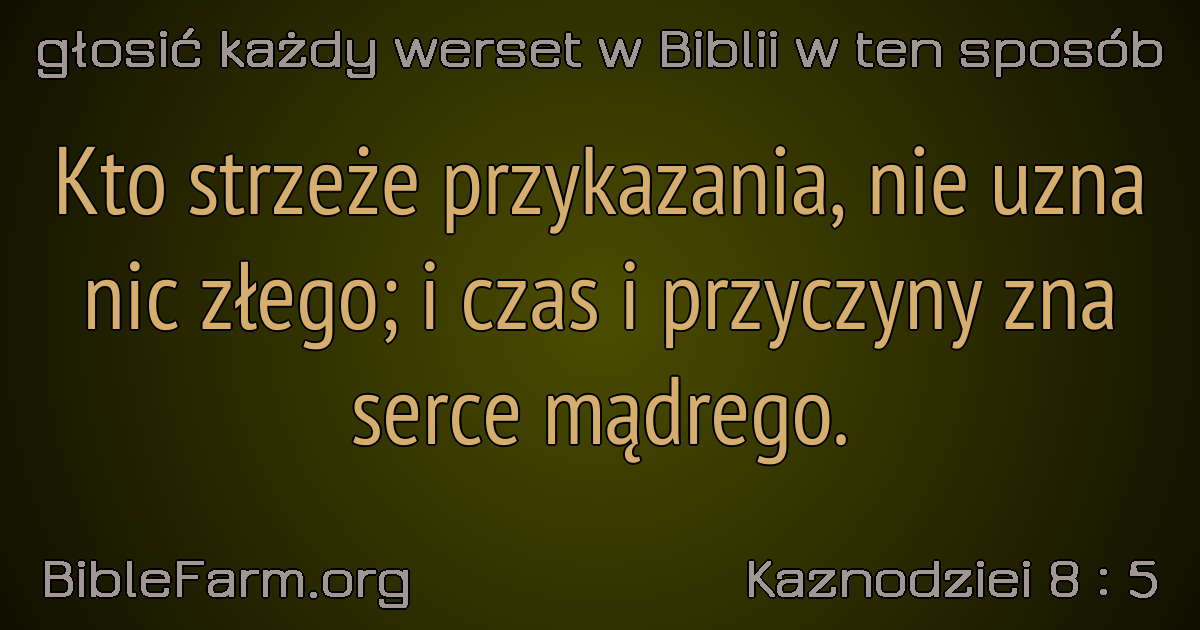 głosić każdy werset w Biblii w ten sposób
Kto strzeże przykazania, nie uzna
nic złego; i czas i przyczyny zna
serce mądrego.
BibleFarm.org
Kaznodziei 8 : 5